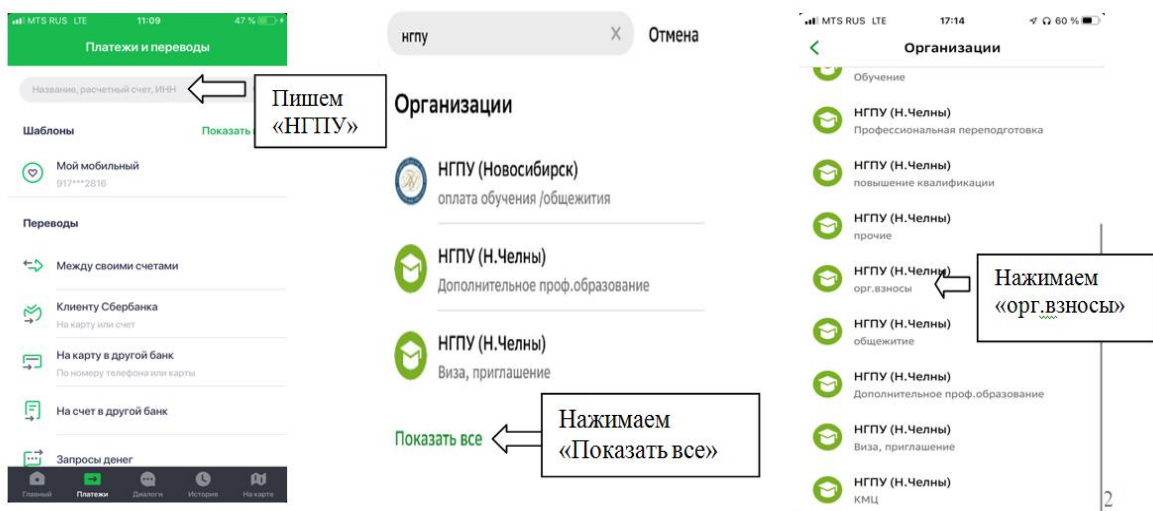 MTS RUS LTE 11:09 47 %
Платежи и переводы
Название, расчетный счет, ИНН
Пишем
«НГПУ»
Шаблоны Показать
Мой мобильный
917***2816
Переводы
Между своими счетами
Клиенту Сбербанка
На карту или счет
На карту в другой банк
По номеру телефона или карты
На счет в другой банк
Запросы денег
Главный Платежи Диалоги История На карте
нгпу X Отмена
Организации
НГПУ (Новосибирск)
оплата обучения /общежития
НГПУ (Н.Челны)
Дополнительное проф.образование
НГПУ (Н.Челны)
Виза, приглашение
Показать все
Нажимаем
«Показать все»
MTS RUS LTE 17:14 60 %
Организации
Обучение
НГПУ (Н.Челны)
Профессиональная переподготовка
НГПУ (Н.Челны)
повышение квалификации
НГПУ (Н.Челны)
прочие
НГПУ (Н.Челны)
орг.взносы
Нажимаем
«орг.взносы»
НГПУ (Н.Челны)
общежитие
НГПУ (Н.Челны)
Дополнительное проф.образование
НГПУ (Н.Челны)
Виза, приглашение
НГПУ (Н.Челны)
КМЦ
2